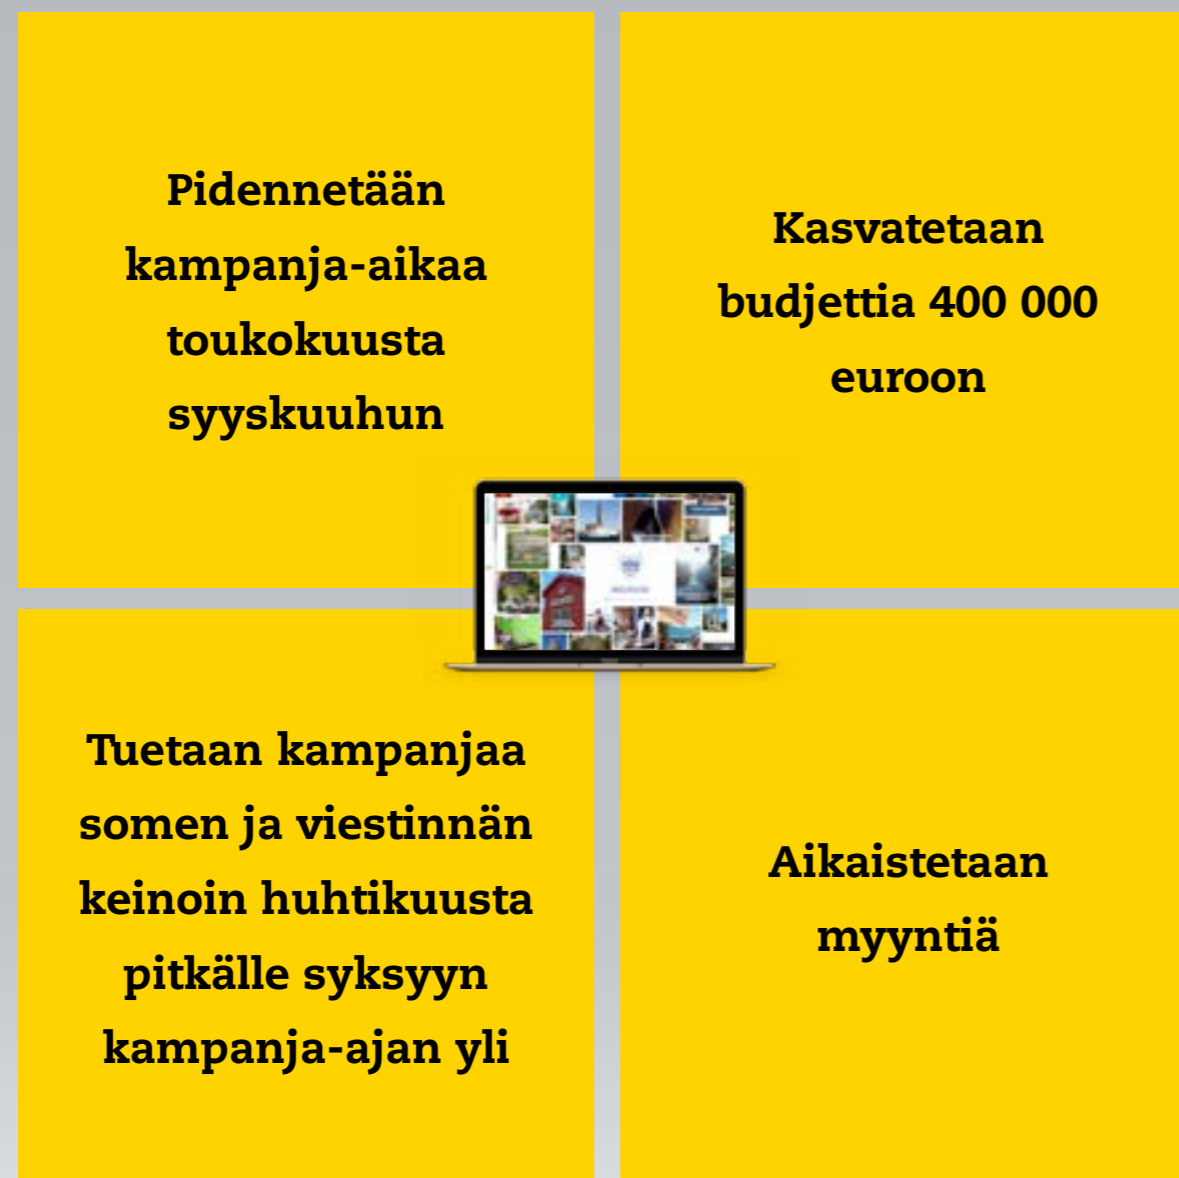 Pidennetään
kampanja-aikaa
toukokuusta
syyskuuhun
Kasvatetaan
budjettia 400 000
euroon
Tuetaan kampanjaa
somen ja viestinnän
keinoin huhtikuusta
pitkälle syksyyn
kampanja-ajan yli
Aikaistetaan
myyntiä